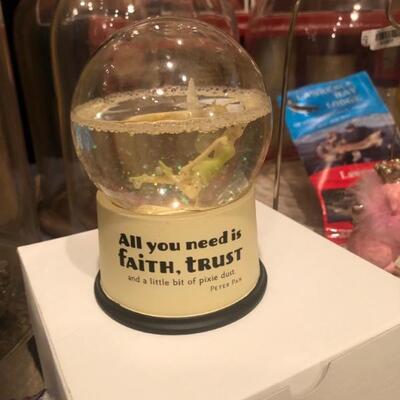 All you need is
FAITH, TRUST
and a little bit of pixie dust.
PETER PAN